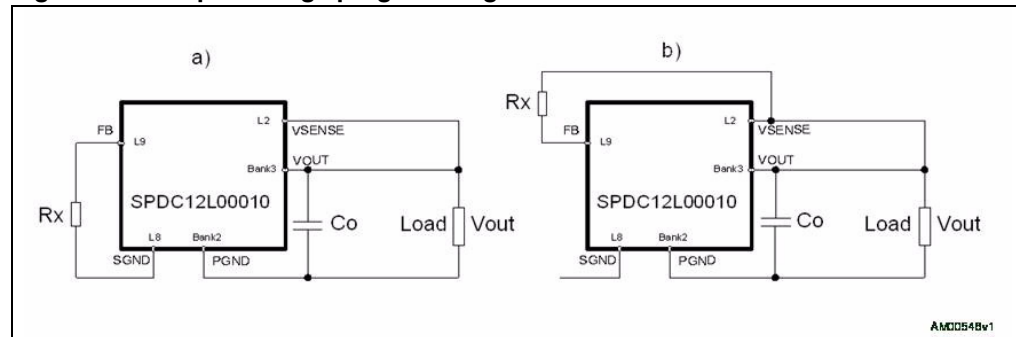 a)
FB
L9
L2
VSENSE
VOUT
Bank3
SPDC12L00010
Rx
Co
Load
Vout
L8
Bank2
SGND
PGND
b)
Rx
FB
L9
L2
VSENSE
VOUT
Bank3
SPDC12L00010
Co
Load
Vout
L8
Bank2
SGND
PGND
AM00548v1